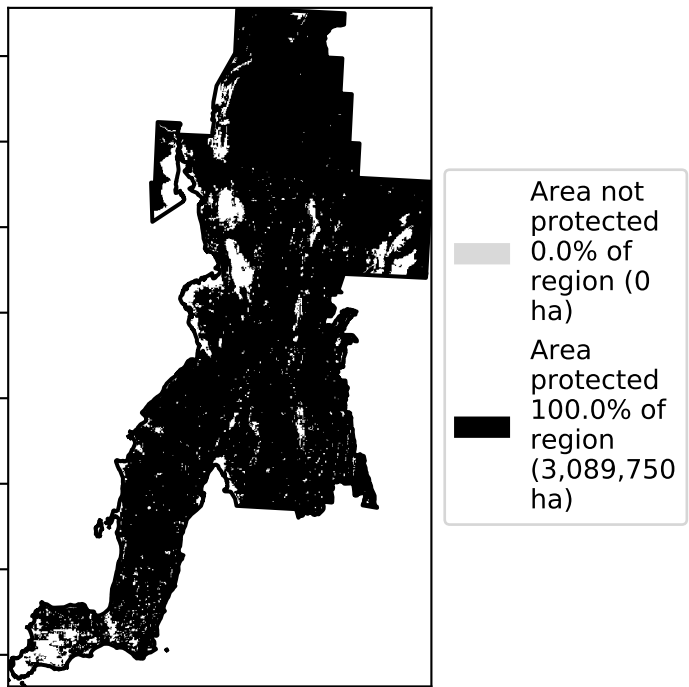 Area not
protected
0.0% of
region (0
ha)
Area
protected
100.0% of
region
(3,089,750
ha)